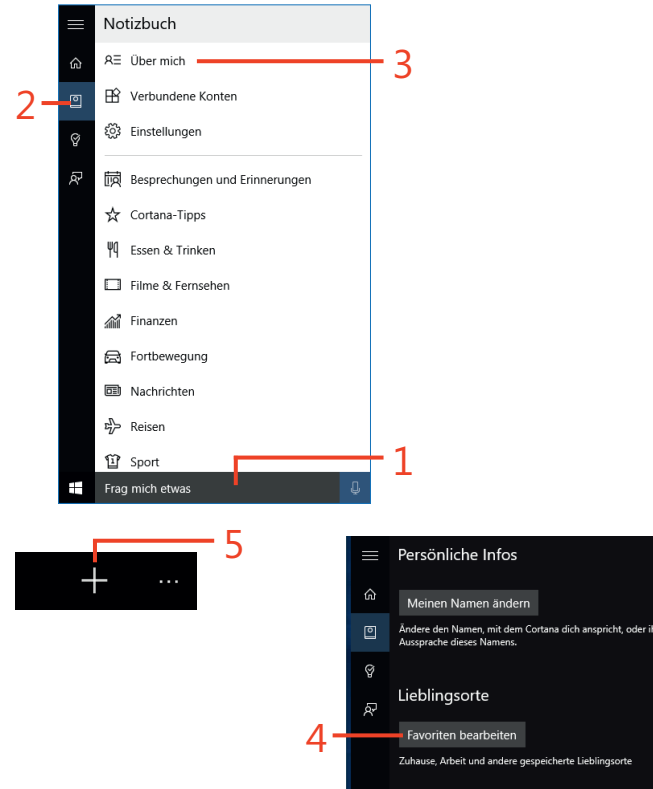 Notizbuch
Über mich
3
Verbundene Konten
2
Einstellungen
Besprechungen und Erinnerungen
Cortana-Tipps
Essen & Trinken
Filme & Fernsehen
Finanzen
Fortbewegung
Nachrichten
Reisen
Sport
1
Frag mich etwas
5
...
Persönliche Infos
Meinen Namen ändern
Ändere den Namen, mit dem Cortana dich anspricht, oder
Aussprache dieses Namens.
Lieblingsorte
4
Favoriten bearbeiten
Zuhause, Arbeit und andere gespeicherte Lieblingsorte